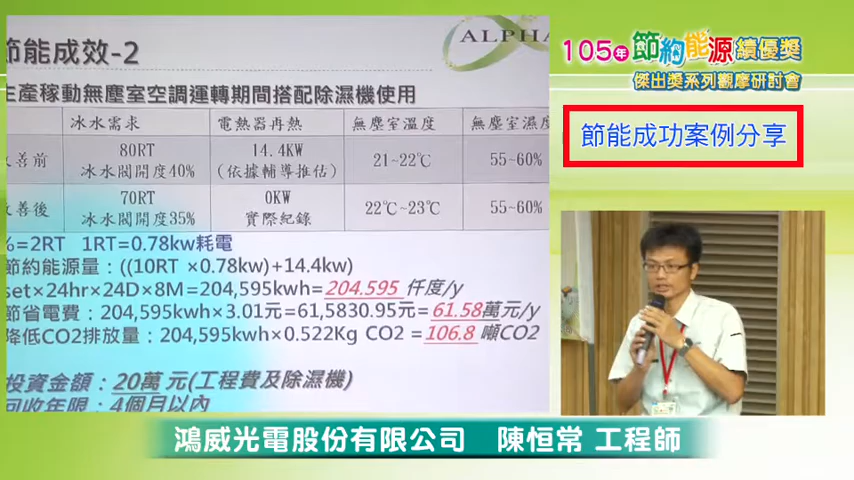 節能成效-2
ALPHA
105年 節約能源績優獎
傑出獎系列觀摩研討會
節能成功案例分享
生產稼動無塵室空調運轉期間搭配除濕機使用
冰水需求 電熱器再熱 無塵室溫度 無塵室濕度
改善前 80RT 冰水閥開度40% 14.4KW (依據輔導推估) 21~22℃ 55~60%
改善後 70RT 冰水閥開度35% 0KW 實際紀錄 22℃~23℃ 55~60%
%=2RT 1RT=0.78kw耗電
節約能源量：((10RT ×0.78kw)+14.4kw)
set×24hr×24D×8M=204,595kwh=204.595 仟度/y
節省電費：204,595kwh×3.01元=61,5830.95元=61.58萬元/y
降低CO2排放量：204,595kwh×0.522Kg CO2 =106.8 噸CO2
投資金額：20萬 元(工程費及除濕機)
回收年限：4個月以內
鴻威光電股份有限公司 陳恒常 工程師